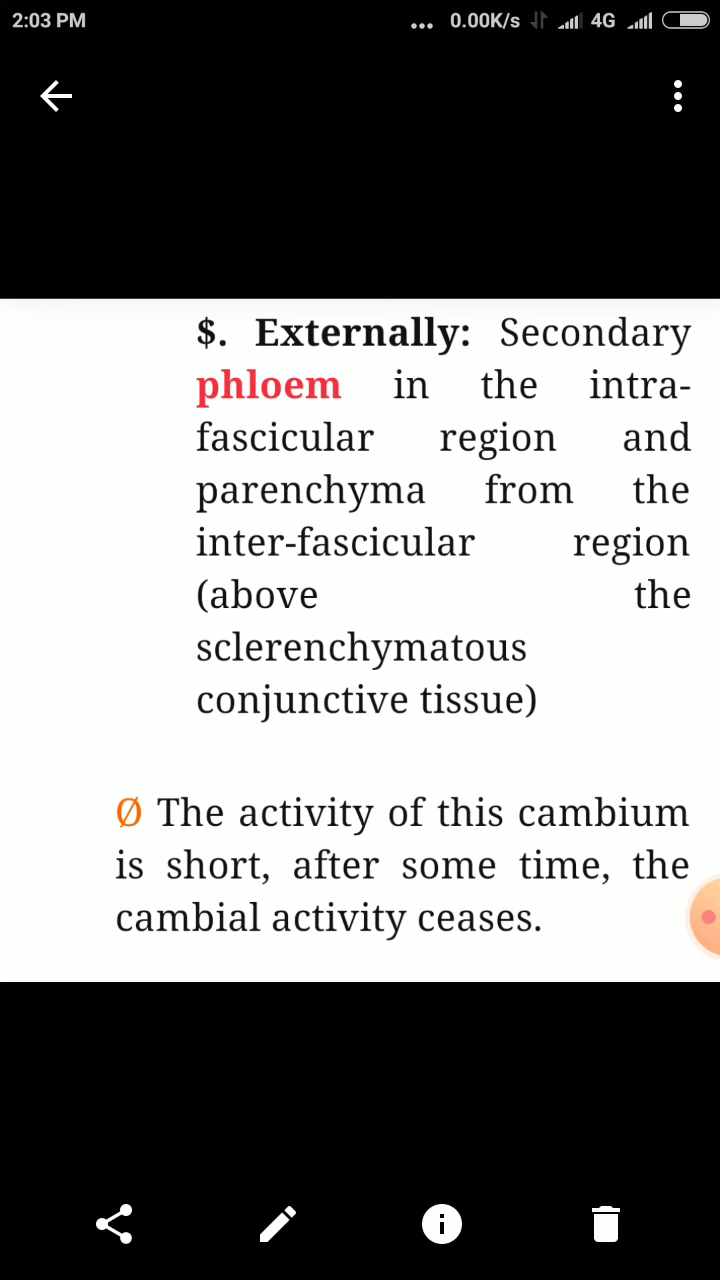 2:03 PM
... 0.00K/s 4G
$. Externally: Secondary
phloem in the intra-
fascicular region and
parenchyma from the
inter-fascicular region
(above the
sclerenchymatous
conjunctive tissue)
Ø The activity of this cambium
is short, after some time, the
cambial activity ceases.